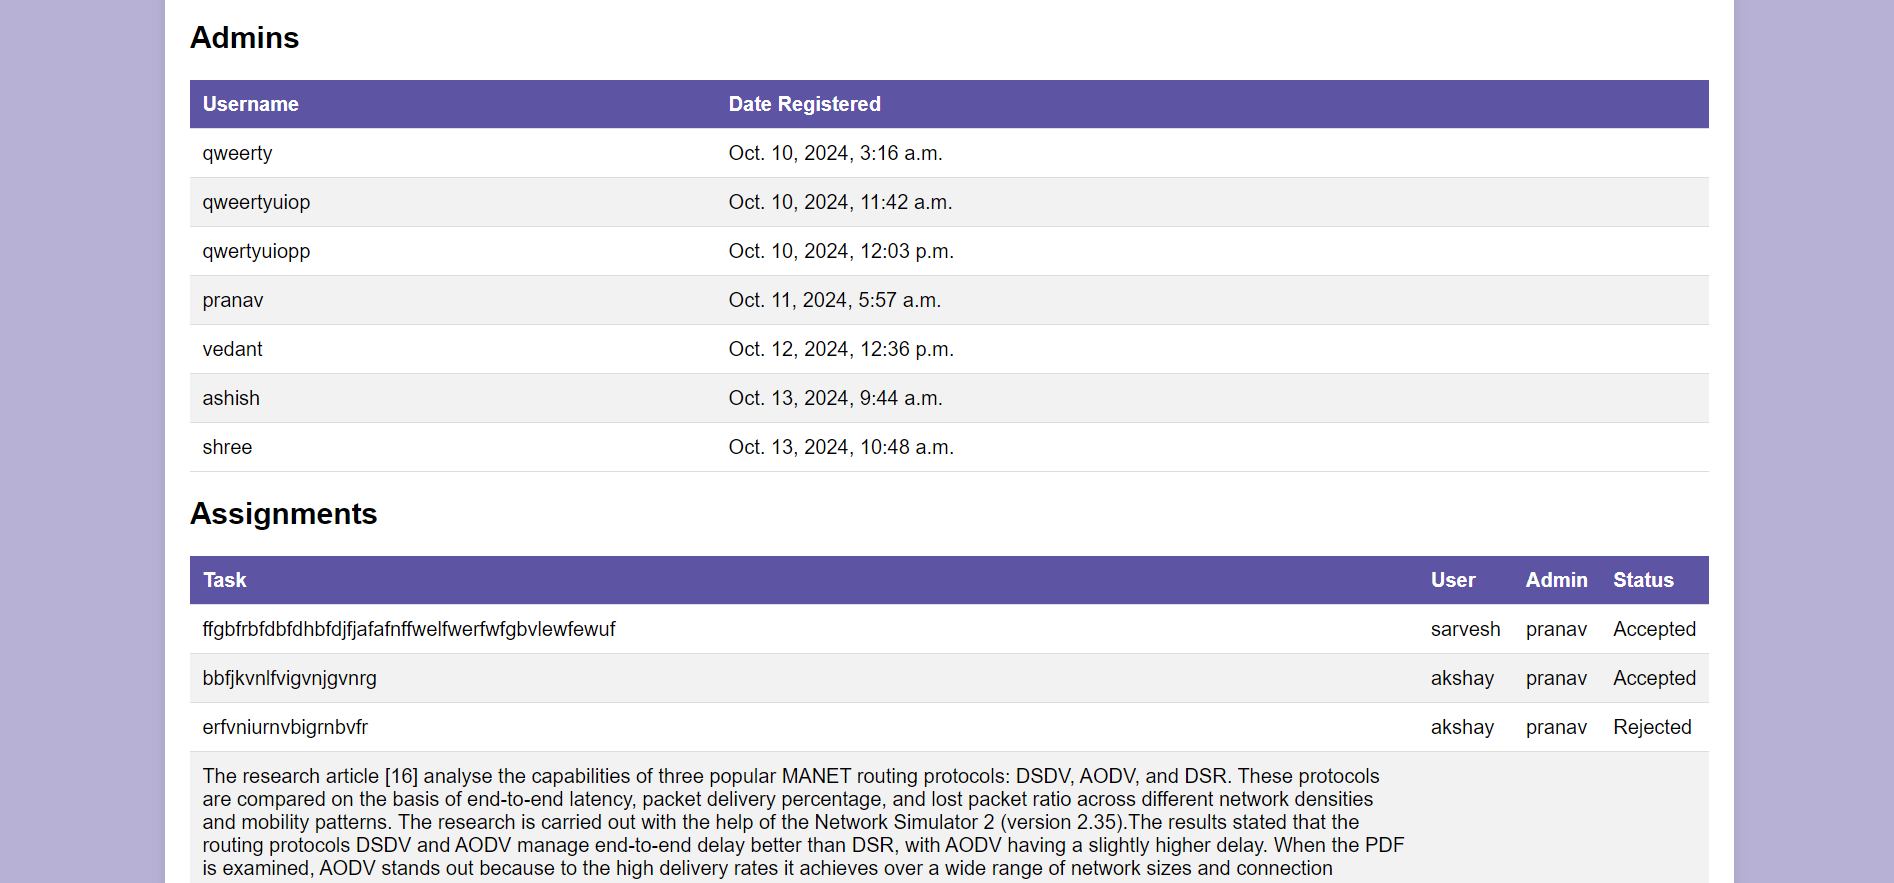 Admins
Username Date Registered
qweerty Oct. 10, 2024, 3:16 a.m.
qweertyuiop Oct. 10, 2024, 11:42 a.m.
qwertyuiopp Oct. 10, 2024, 12:03 p.m.
pranav Oct. 11, 2024, 5:57 a.m.
vedant Oct. 12, 2024, 12:36 p.m.
ashish Oct. 13, 2024, 9:44 a.m.
shree Oct. 13, 2024, 10:48 a.m.
Assignments
Task User Admin Status
ffgbfrbfdbfdhbfdjfjafafnffwelfwerfwfgbvlewfewuf sarvesh pranav Accepted
bbfjkvnlfvigvnjgvnrg akshay pranav Accepted
erfvniurnvbigrnbvfr akshay pranav Rejected
The research article [16] analyse the capabilities of three popular MANET routing protocols: DSDV, AODV, and DSR. These protocols
are compared on the basis of end-to-end latency, packet delivery percentage, and lost packet ratio across different network densities
and mobility patterns. The research is carried out with the help of the Network Simulator 2 (version 2.35).The results stated that the
routing protocols DSDV and AODV manage end-to-end delay better than DSR, with AODV having a slightly higher delay. When the PDF
is examined, AODV stands out because to the high delivery rates it achieves over a wide range of network sizes and connection